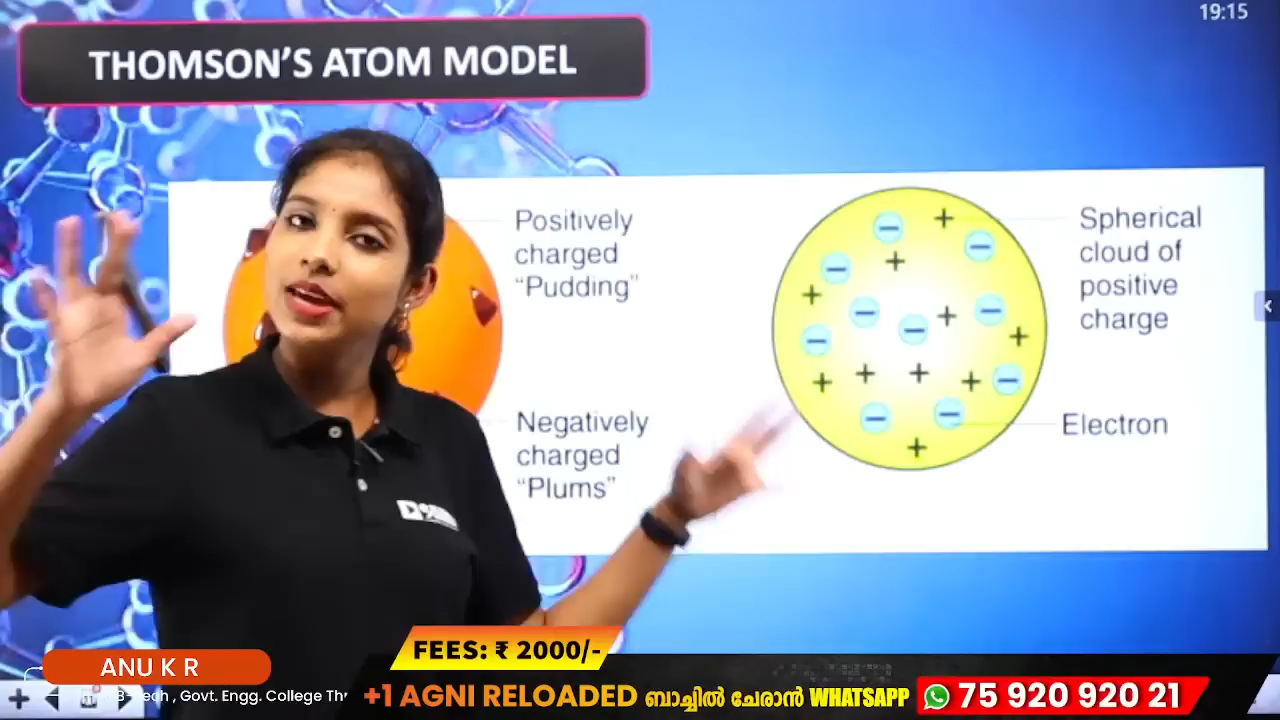 19:15
THOMSON'S ATOM MODEL
Positively
charged
“Pudding”
Negatively
charged
“Plums”
Spherical
cloud of
positive
charge
Electron
FEES: ₹ 2000/-
ANU K R
Govt. Engg. College
+1 AGNI RELOADED ബാച്ചിൽ ചേരാൻ WHATSAPP 75 920 920 21